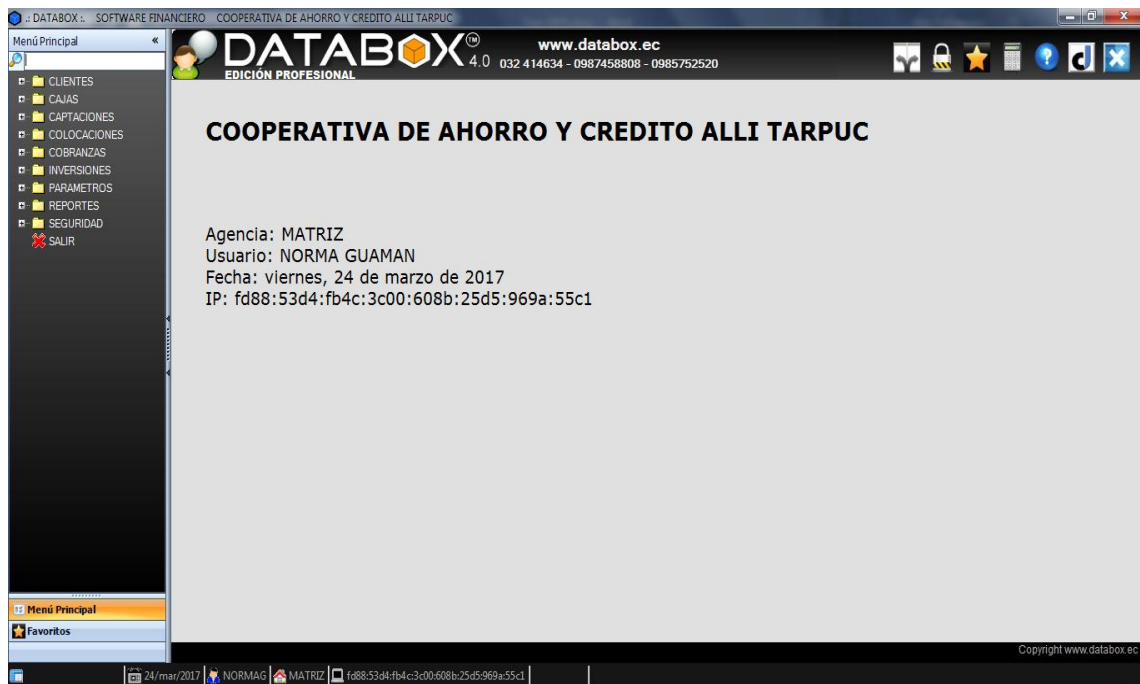 .: DATABOX :. SOFTWARE FINANCIERO COOPERATIVA DE AHORRO Y CREDITO ALLI TARPUC
Menú Principal «
CLIENTES
CAJAS
CAPTACIONES
COLOCACIONES
COBRANZAS
INVERSIONES
PARAMETROS
REPORTES
SEGURIDAD
SALIR
Menú Principal
Favoritos
DATABOX TM 4.0
EDICIÓN PROFESIONAL
www.databox.ec
032 414634 - 0987458808 - 0985752520
COOPERATIVA DE AHORRO Y CREDITO ALLI TARPUC
Agencia: MATRIZ
Usuario: NORMA GUAMAN
Fecha: viernes, 24 de marzo de 2017
IP: fd88:53d4:fb4c:3c00:608b:25d5:969a:55c1
Copyright www.databox.ec
24/mar/2017 NORMAG MATRIZ fd88:53d4:fb4c:3c00:608b:25d5:969a:55c1